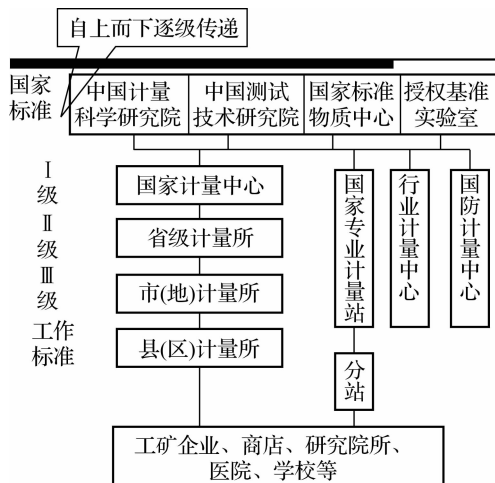 自上而下逐级传递
国家
标准
中国计量
科学研究院
中国测试
技术研究院
国家标准
物质中心
授权基准
实验室
Ⅰ
级
Ⅱ
级
Ⅲ
级
工作
标准
国家计量中心
省级计量所
市(地)计量所
县(区)计量所
国家专业计量站
分站
行业计量中心
国防计量中心
工矿企业、商店、研究院所、
医院、学校等